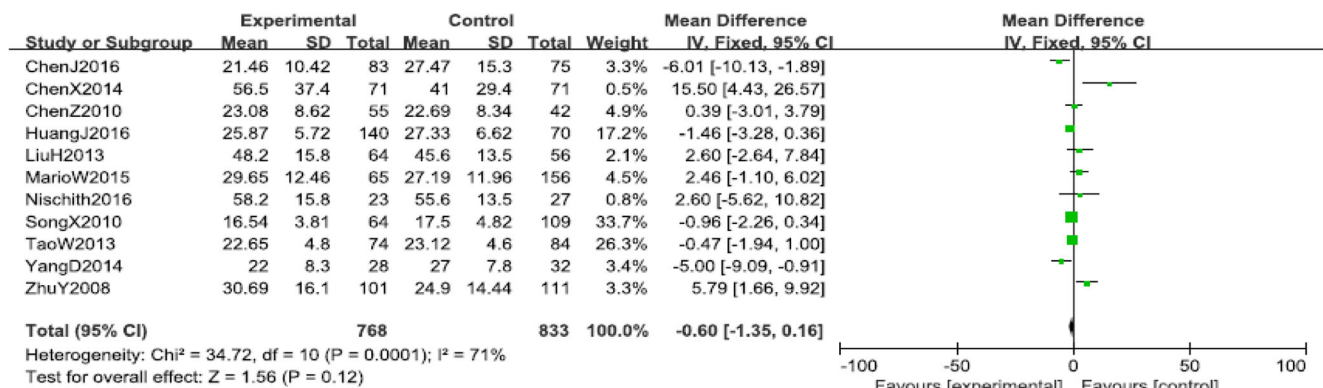 Experimental Control Mean Difference Mean Difference
Study or Subgroup Mean SD Total Mean SD Total Weight IV, Fixed, 95% CI IV, Fixed, 95% CI
ChenJ2016 21.46 10.42 83 27.47 15.3 75 3.3% -6.01 [-10.13, -1.89]
ChenX2014 56.5 37.4 71 41 29.4 71 0.5% 15.50 [4.43, 26.57]
ChenZ2010 23.08 8.62 55 22.69 8.34 42 4.9% 0.39 [-3.01, 3.79]
HuangJ2016 25.87 5.72 140 27.33 6.62 70 17.2% -1.46 [-3.28, 0.36]
LiuH2013 48.2 15.8 64 45.6 13.5 56 2.1% 2.60 [-2.64, 7.84]
MarioW2015 29.65 12.46 65 27.19 11.96 156 4.5% 2.46 [-1.10, 6.02]
Nischith2016 58.2 15.8 23 55.6 13.5 27 0.8% 2.60 [-5.62, 10.82]
SongX2010 16.54 3.81 64 17.5 4.82 109 33.7% -0.96 [-2.26, 0.34]
TaoW2013 22.65 4.8 74 23.12 4.6 84 26.3% -0.47 [-1.94, 1.00]
YangD2014 22 8.3 28 27 7.8 32 3.4% -5.00 [-9.09, -0.91]
ZhuY2008 30.69 16.1 101 24.9 14.44 111 3.3% 5.79 [1.66, 9.92]
Total (95% CI) 768 833 100.0% -0.60 [-1.35, 0.16]
Heterogeneity: Chi² = 34.72, df = 10 (P = 0.0001); I² = 71%
Test for overall effect: Z = 1.56 (P = 0.12)
-100 -50 0 50 100
Favours [experimental] Favours [control]